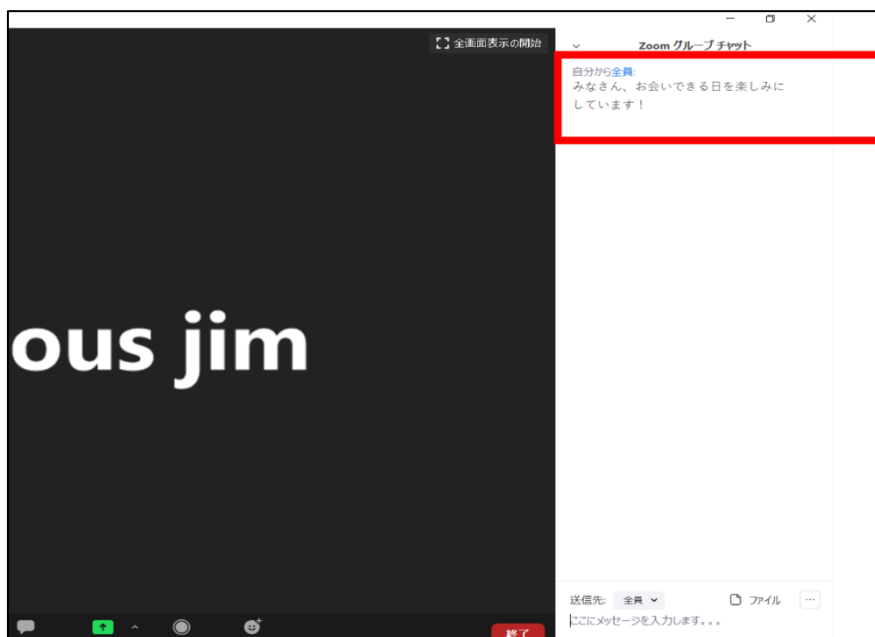 全画面表示の開始
Zoom グループチャット
自分から全員:
みなさん、お会いできる日を楽しみに
しています！
ous jim
送信先: 全員 ファイル
ここにメッセージを入力します。。。
終了